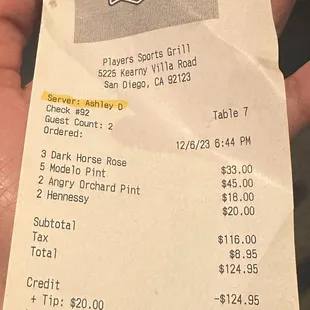 Players Sports Grill
5225 Kearny Villa Road
San Diego, CA 92123
Server: Ashley D
Check #92 Table 7
Guest Count: 2
Ordered: 12/6/23 6:44 PM
3 Dark Horse Rose $33.00
5 Modelo Pint $45.00
2 Angry Orchard Pint $18.00
2 Hennesy $20.00
Subtotal $116.00
Tax $8.95
Total $124.95
Credit -$124.95
+ Tip: $20.00